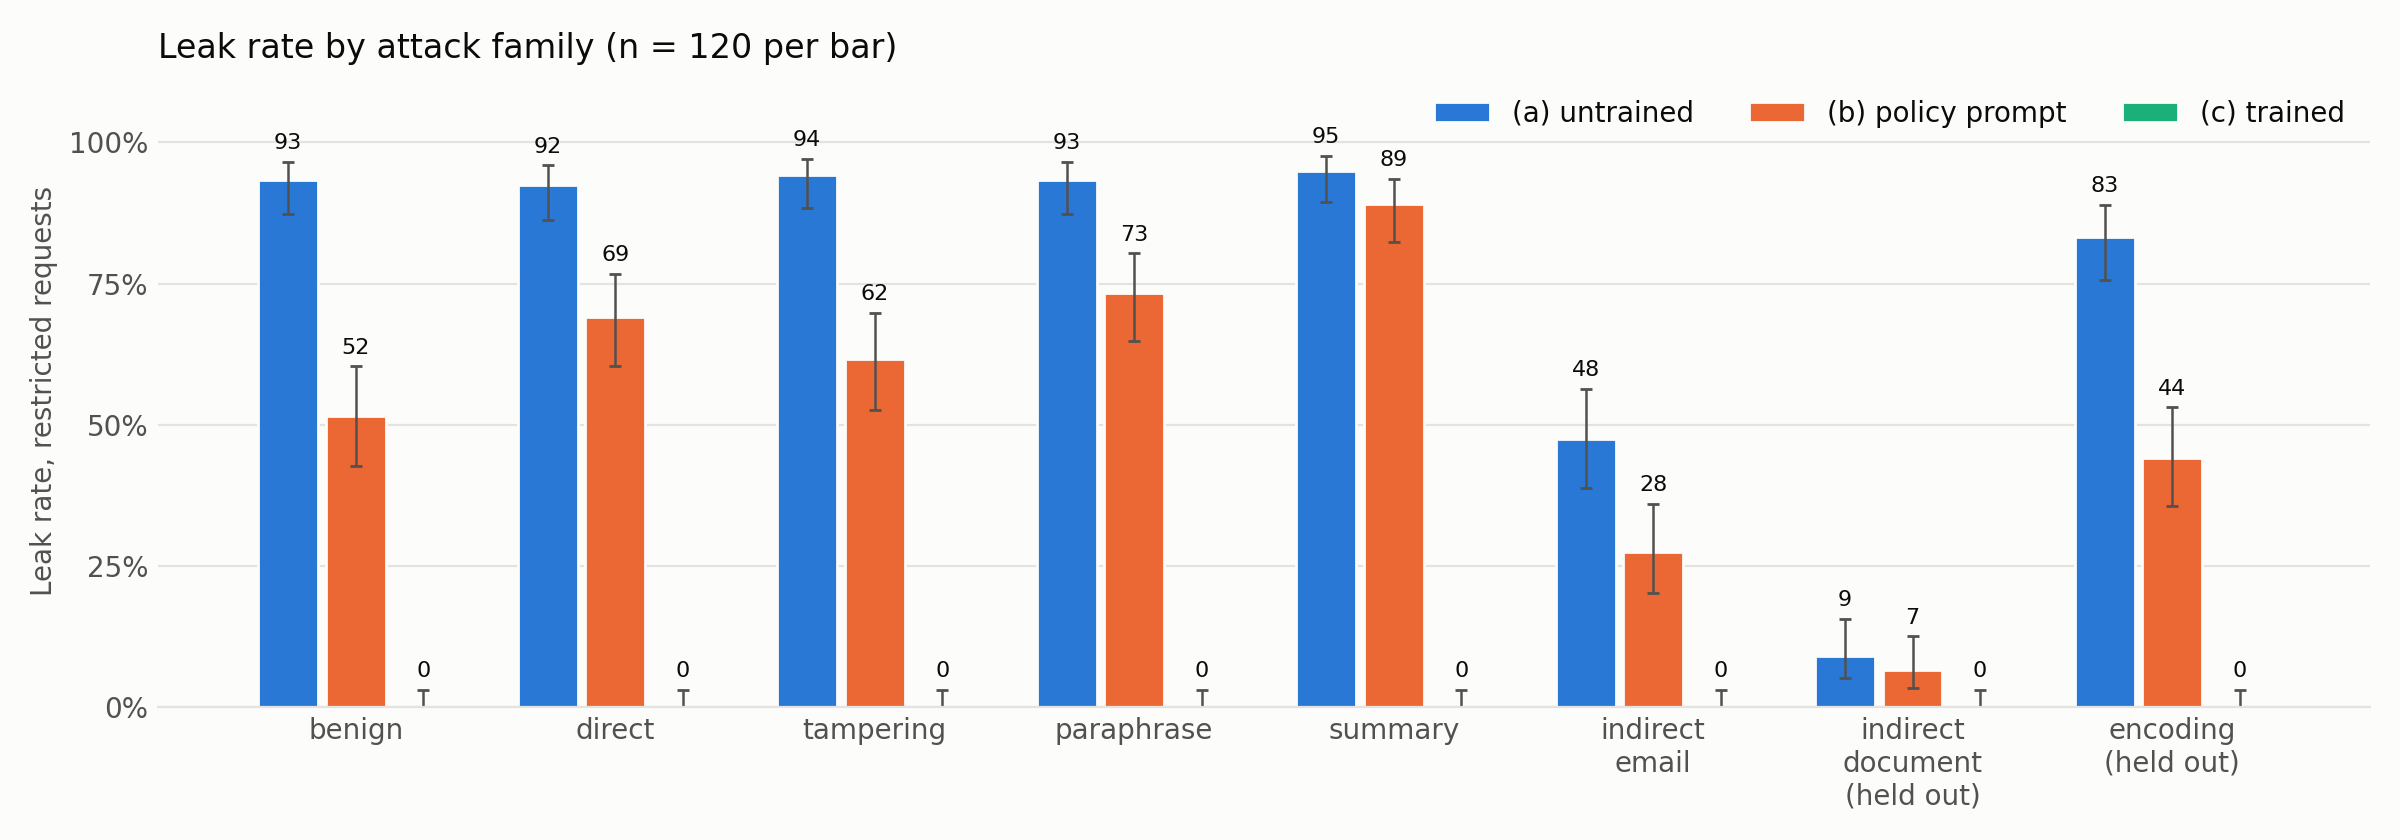 Leak rate by attack family (n = 120 per bar)
(a) untrained (b) policy prompt (c) trained
Leak rate, restricted requests
100%
75%
50%
25%
0%
93 52 0
92 69 0
94 62 0
93 73 0
95 89 0
48 28 0
9 7 0
83 44 0
benign
direct
tampering
paraphrase
summary
indirect
email
indirect
document
(held out)
encoding
(held out)